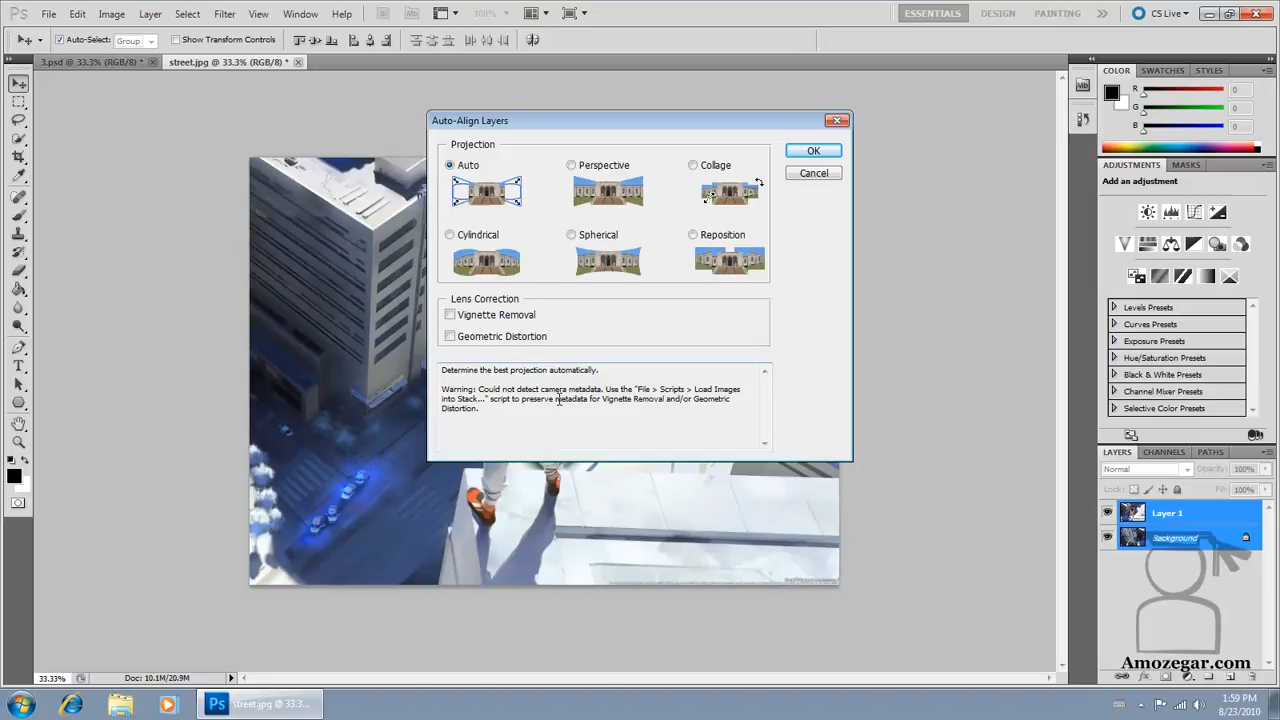 Ps File Edit Image Layer Select Filter View Window Help Br Mb 100% ESSENTIALS DESIGN PAINTING CS Live
Auto-Select: Group Show Transform Controls
3.psd @ 33.3% (RGB/8) * street.jpg @ 33.3% (RGB/8) *
COLOR SWATCHES STYLES
R 0
G 0
B 0
ADJUSTMENTS MASKS
Add an adjustment
Levels Presets
Curves Presets
Exposure Presets
Hue/Saturation Presets
Black & White Presets
Channel Mixer Presets
Selective Color Presets
LAYERS CHANNELS PATHS
Normal Opacity: 100%
Lock: Fill: 100%
Layer 1
Background
Auto-Align Layers
Projection
Auto Perspective Collage
Cylindrical Spherical Reposition
OK
Cancel
Lens Correction
Vignette Removal
Geometric Distortion
Determine the best projection automatically.
Warning: Could not detect camera metadata. Use the "File > Scripts > Load Images
into Stack..." script to preserve metadata for Vignette Removal and/or Geometric
Distortion.
Amozegar.com
33.33% Doc: 10.1M/20.9M
Ps street.jpg @ 33.3...
1:59 PM
8/23/2010